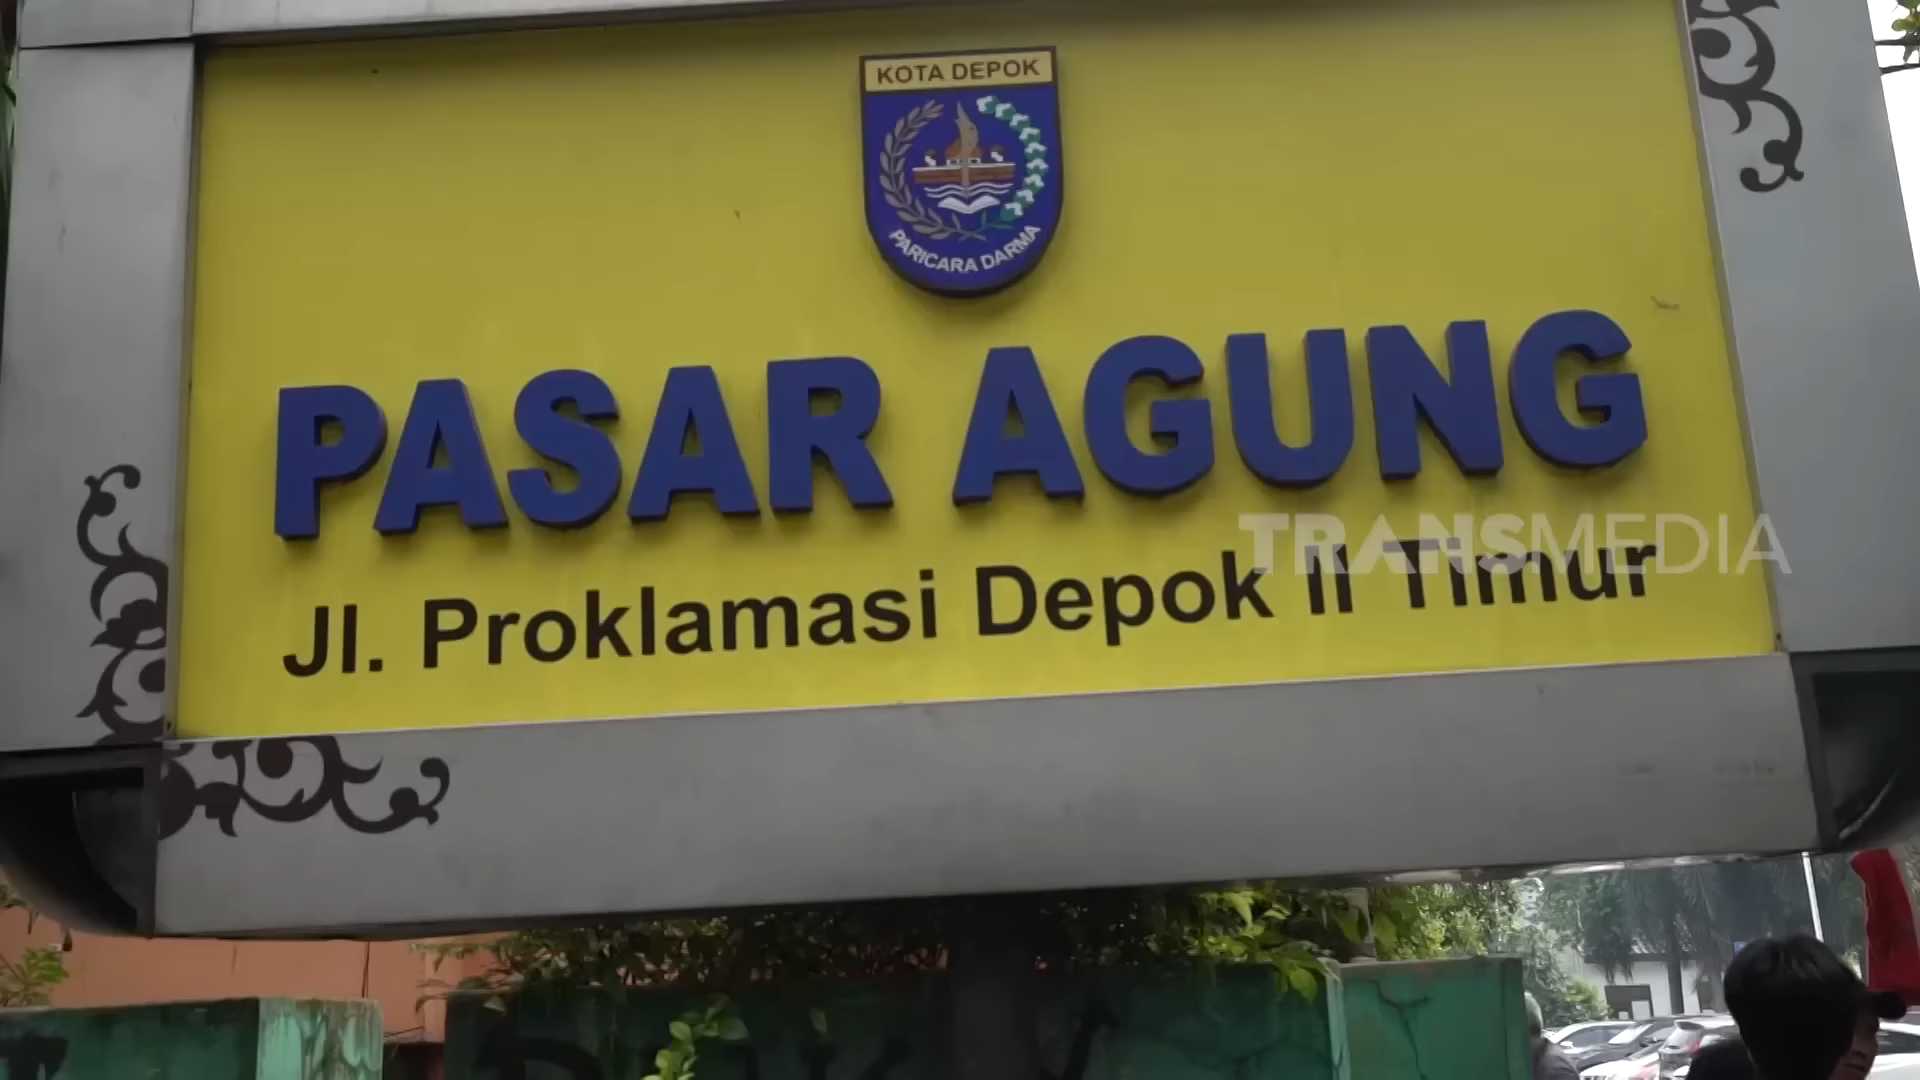 KOTA DEPOK
PARICARA DARMA
PASAR AGUNG
TRANSMEDIA
Jl. Proklamasi Depok II Timur